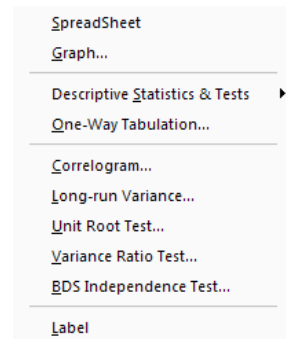 SpreadSheet
Graph...
Descriptive Statistics & Tests
One-Way Tabulation...
Correlogram...
Long-run Variance...
Unit Root Test...
Variance Ratio Test...
BDS Independence Test...
Label